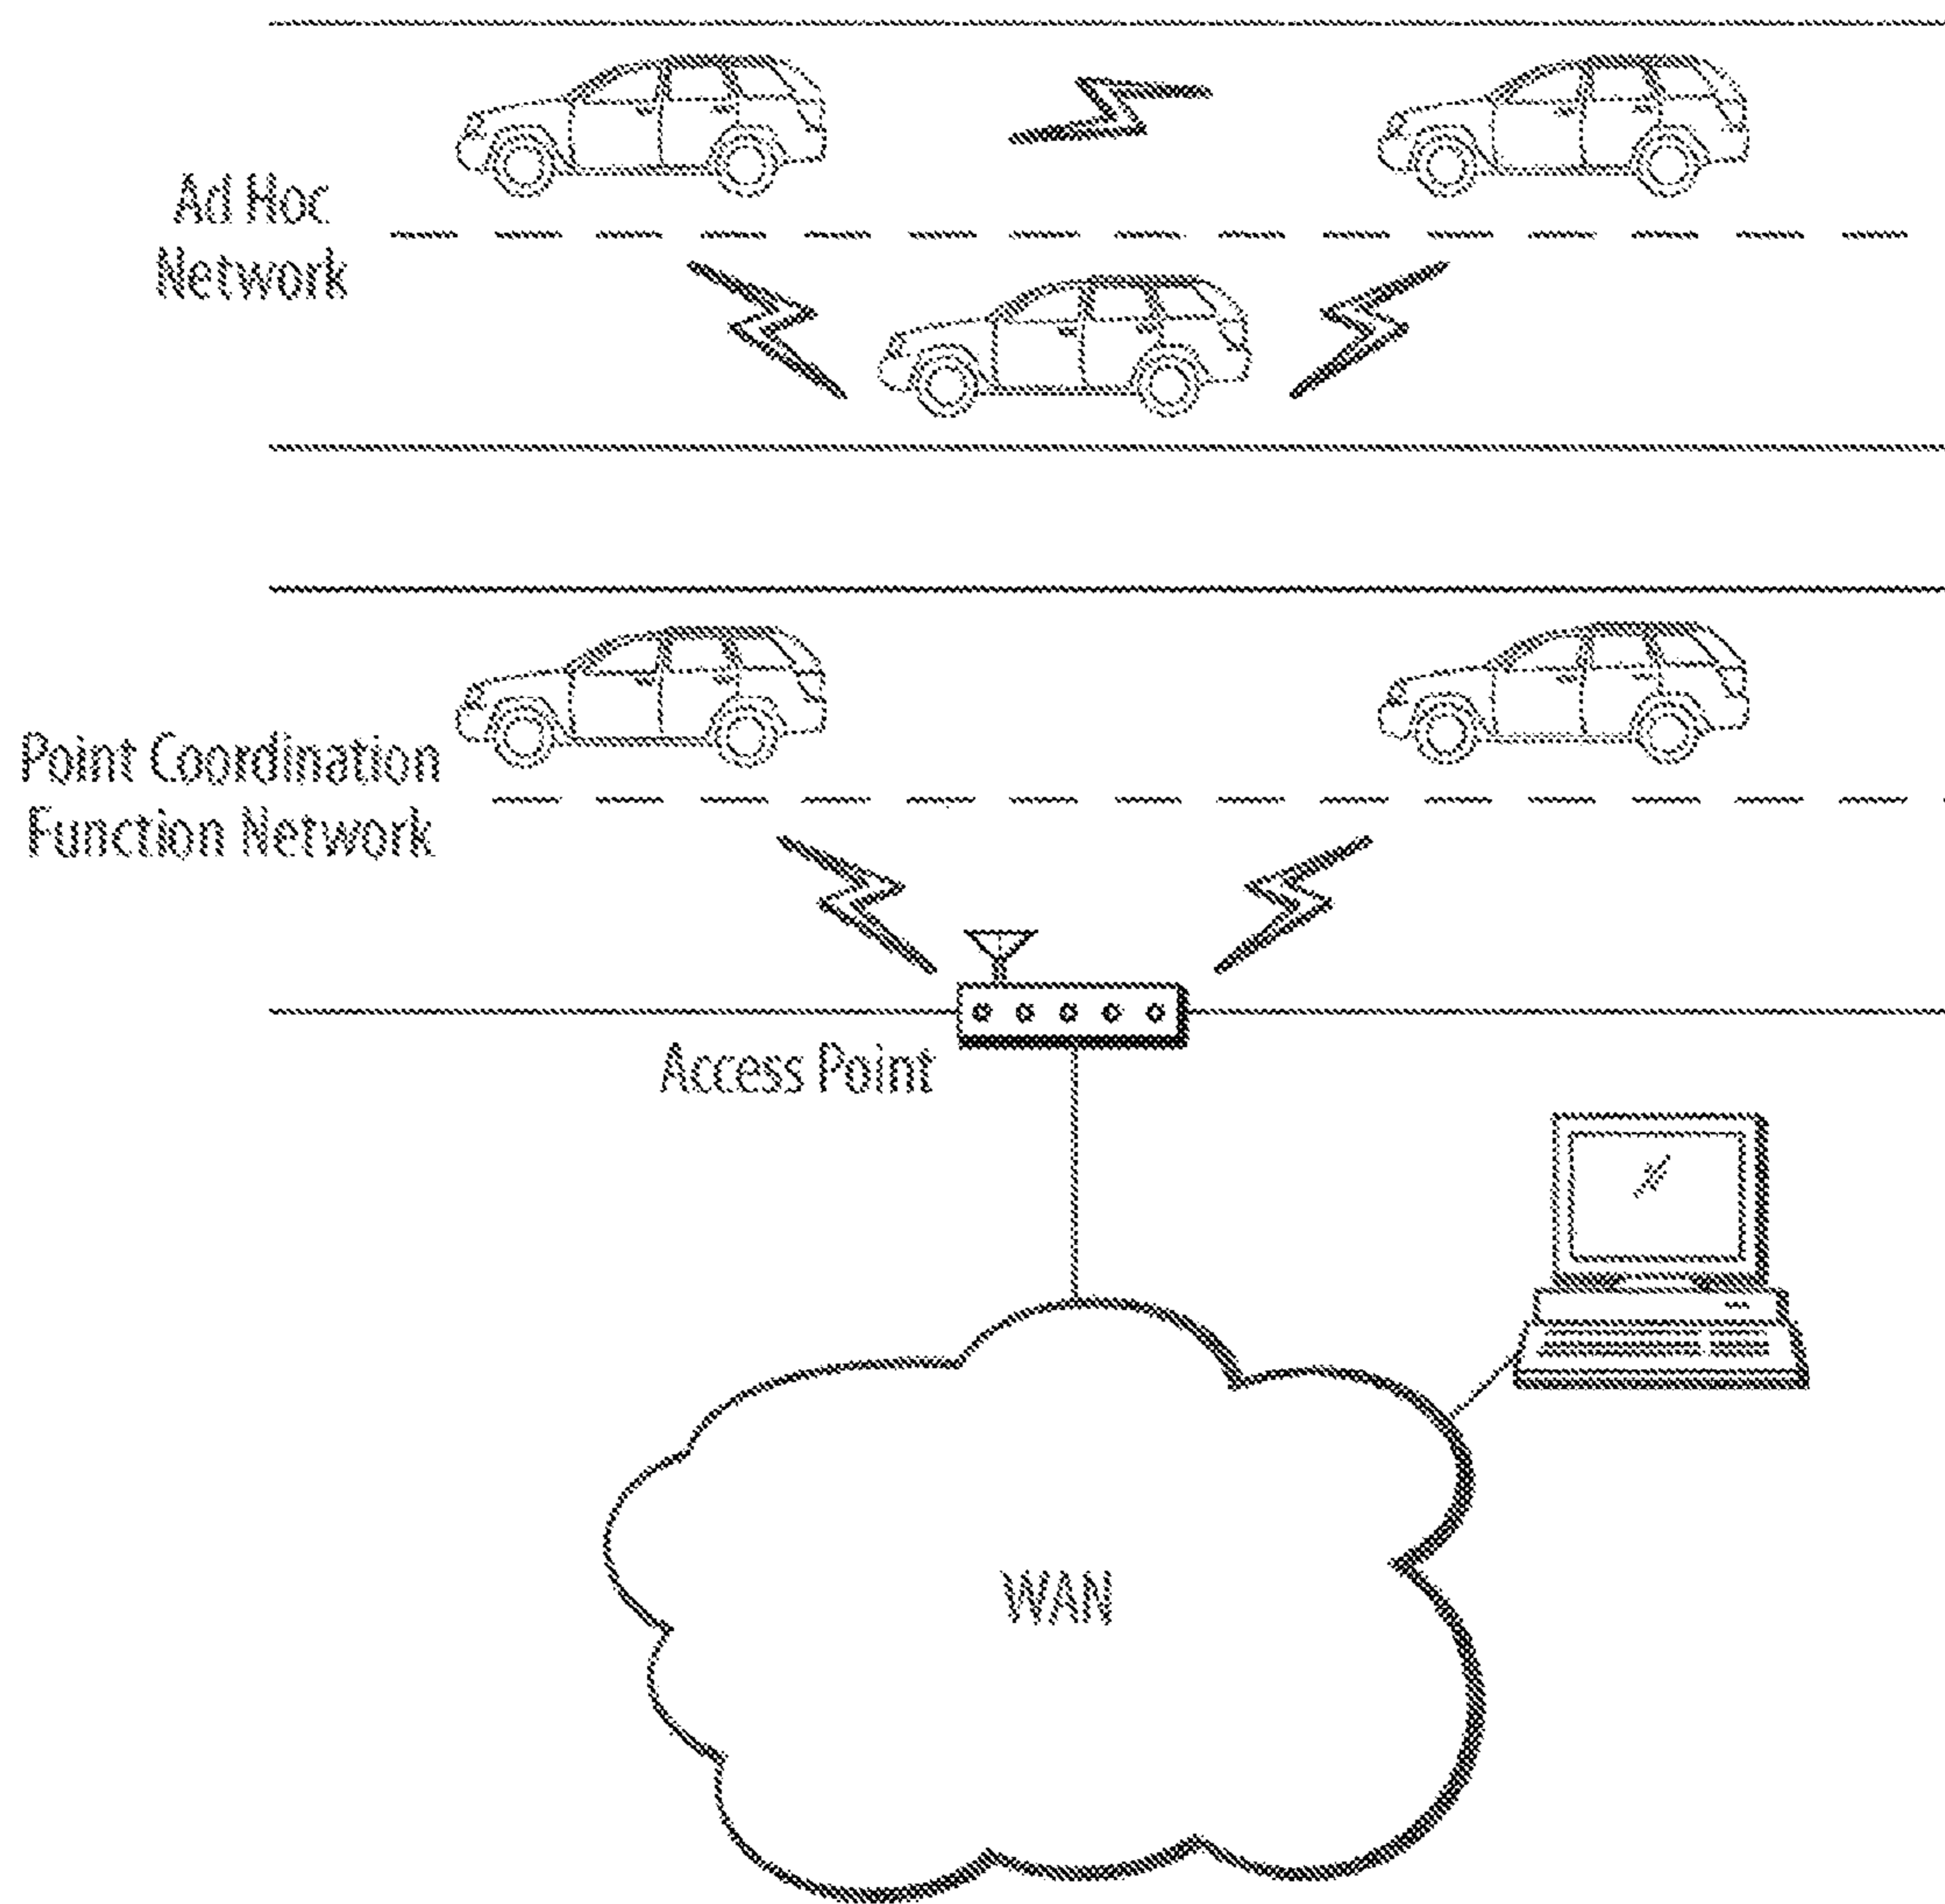 Ad Hoc
Network
Point Coordination
Function Network
Access Point
WAN